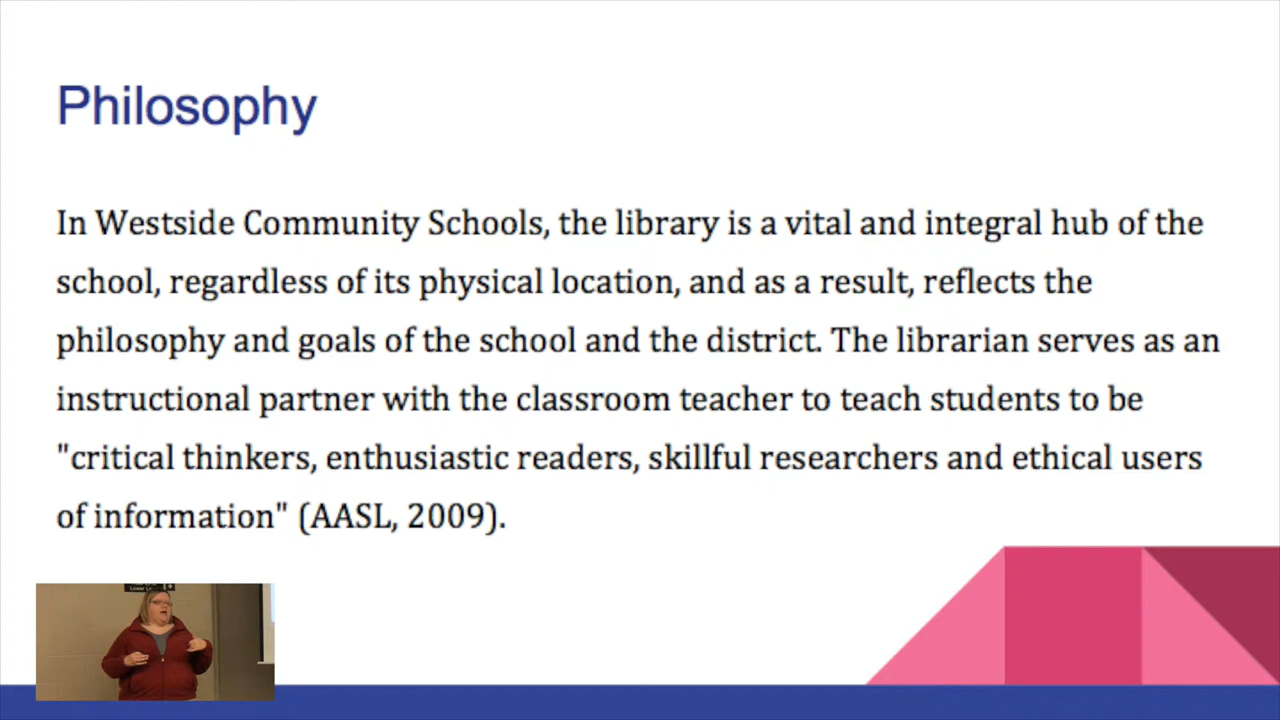 Philosophy
In Westside Community Schools, the library is a vital and integral hub of the
school, regardless of its physical location, and as a result, reflects the
philosophy and goals of the school and the district. The librarian serves as an
instructional partner with the classroom teacher to teach students to be
"critical thinkers, enthusiastic readers, skillful researchers and ethical users
of information" (AASL, 2009).
Lower